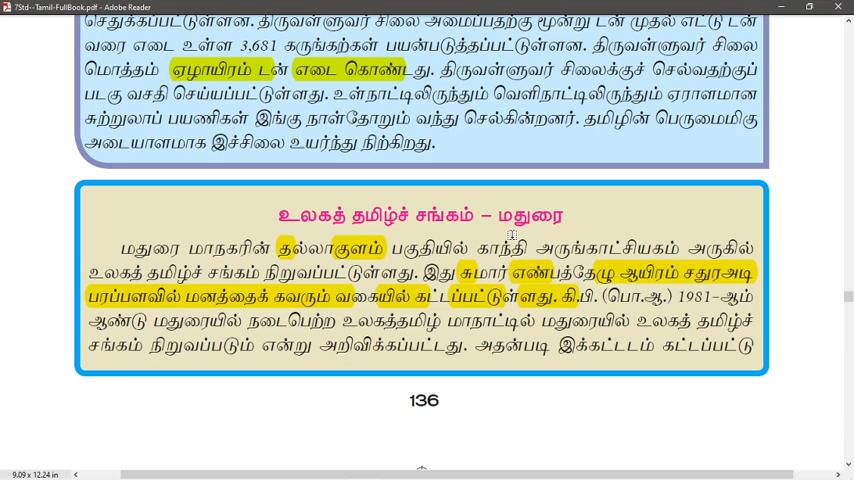 7Std--Tamil-FullBook.pdf - Adobe Reader
செதுக்கப்பட்டுள்ளன. திருவள்ளுவர் சிலை அமைப்பதற்கு மூன்று டன் முதல் எட்டு டன்
வரை எடை உள்ள 3,681 கருங்கற்கள் பயன்படுத்தப்பட்டுள்ளன. திருவள்ளுவர் சிலை
மொத்தம் ஏழாயிரம் டன் எடை கொண்டது. திருவள்ளுவர் சிலைக்குச் செல்வதற்குப்
படகு வசதி செய்யப்பட்டுள்ளது. உள்நாட்டிலிருந்தும் வெளிநாட்டிலிருந்தும் ஏராளமான
சுற்றுலாப் பயணிகள் இங்கு நாள்தோறும் வந்து செல்கின்றனர். தமிழின் பெருமைமிகு
அடையாளமாக இச்சிலை உயர்ந்து நிற்கிறது.
உலகத் தமிழ்ச் சங்கம் – மதுரை
மதுரை மாநகரின் தல்லாகுளம் பகுதியில் காந்தி அருங்காட்சியகம் அருகில்
உலகத் தமிழ்ச் சங்கம் நிறுவப்பட்டுள்ளது. இது சுமார் எண்பத்தேழு ஆயிரம் சதுரஅடி
பரப்பளவில் மனத்தைக் கவரும் வகையில் கட்டப்பட்டுள்ளது. கி.பி. (பொ.ஆ.) 1981-ஆம்
ஆண்டு மதுரையில் நடைபெற்ற உலகத்தமிழ் மாநாட்டில் மதுரையில் உலகத் தமிழ்ச்
சங்கம் நிறுவப்படும் என்று அறிவிக்கப்பட்டது. அதன்படி இக்கட்டடம் கட்டப்பட்டு
136
9.09 x 12.24 in